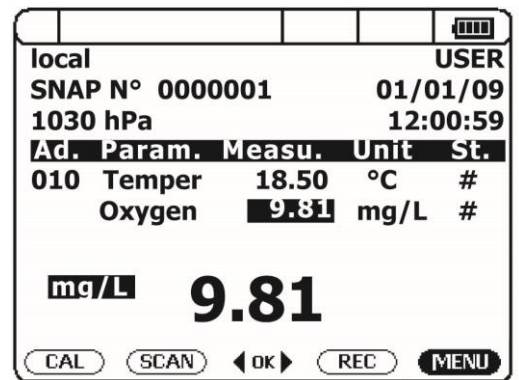 local USER
SNAP N° 0000001 01/01/09
1030 hPa 12:00:59
Ad. Param. Measu. Unit St.
010 Temper 18.50 °C #
Oxygen 9.81 mg/L #
mg/L 9.81
CAL SCAN OK REC MENU